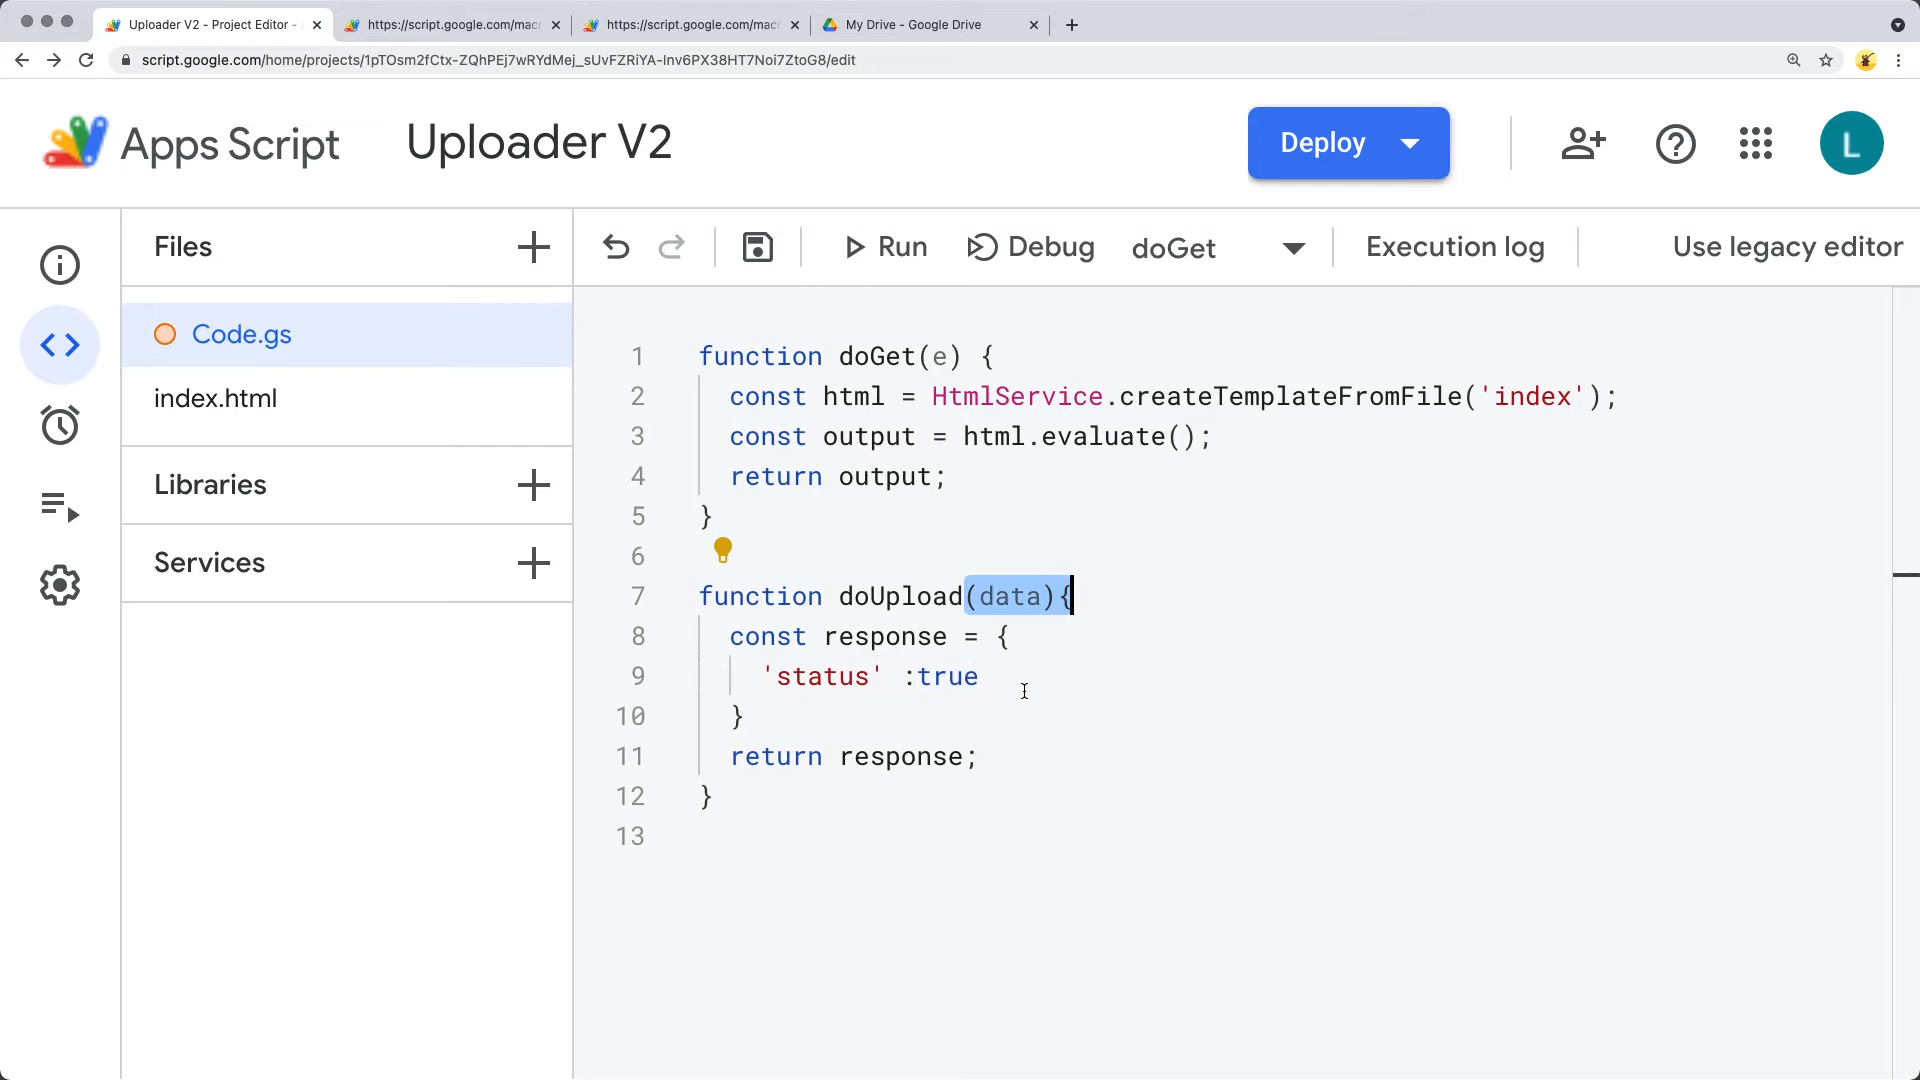 Uploader V2 - Project Editor -
https://script.google.com/macr
https://script.google.com/mac
My Drive - Google Drive
script.google.com/home/projects/1pTOsm2fCtx-ZQhPEj7wRYdMej_sUvFZRiYA-Inv6PX38HT7Noi7ZtoG8/edit
Apps Script
Uploader V2
Deploy
L
Files
Run
Debug
doGet
Execution log
Use legacy editor
Code.gs
index.html
Libraries
Services
1 function doGet(e) {
2 const html = HtmlService.createTemplateFromFile('index');
3 const output = html.evaluate();
4 return output;
5 }
6
7 function doUpload(data){
8 const response = {
9 'status' :true
10 }
11 return response;
12 }
13